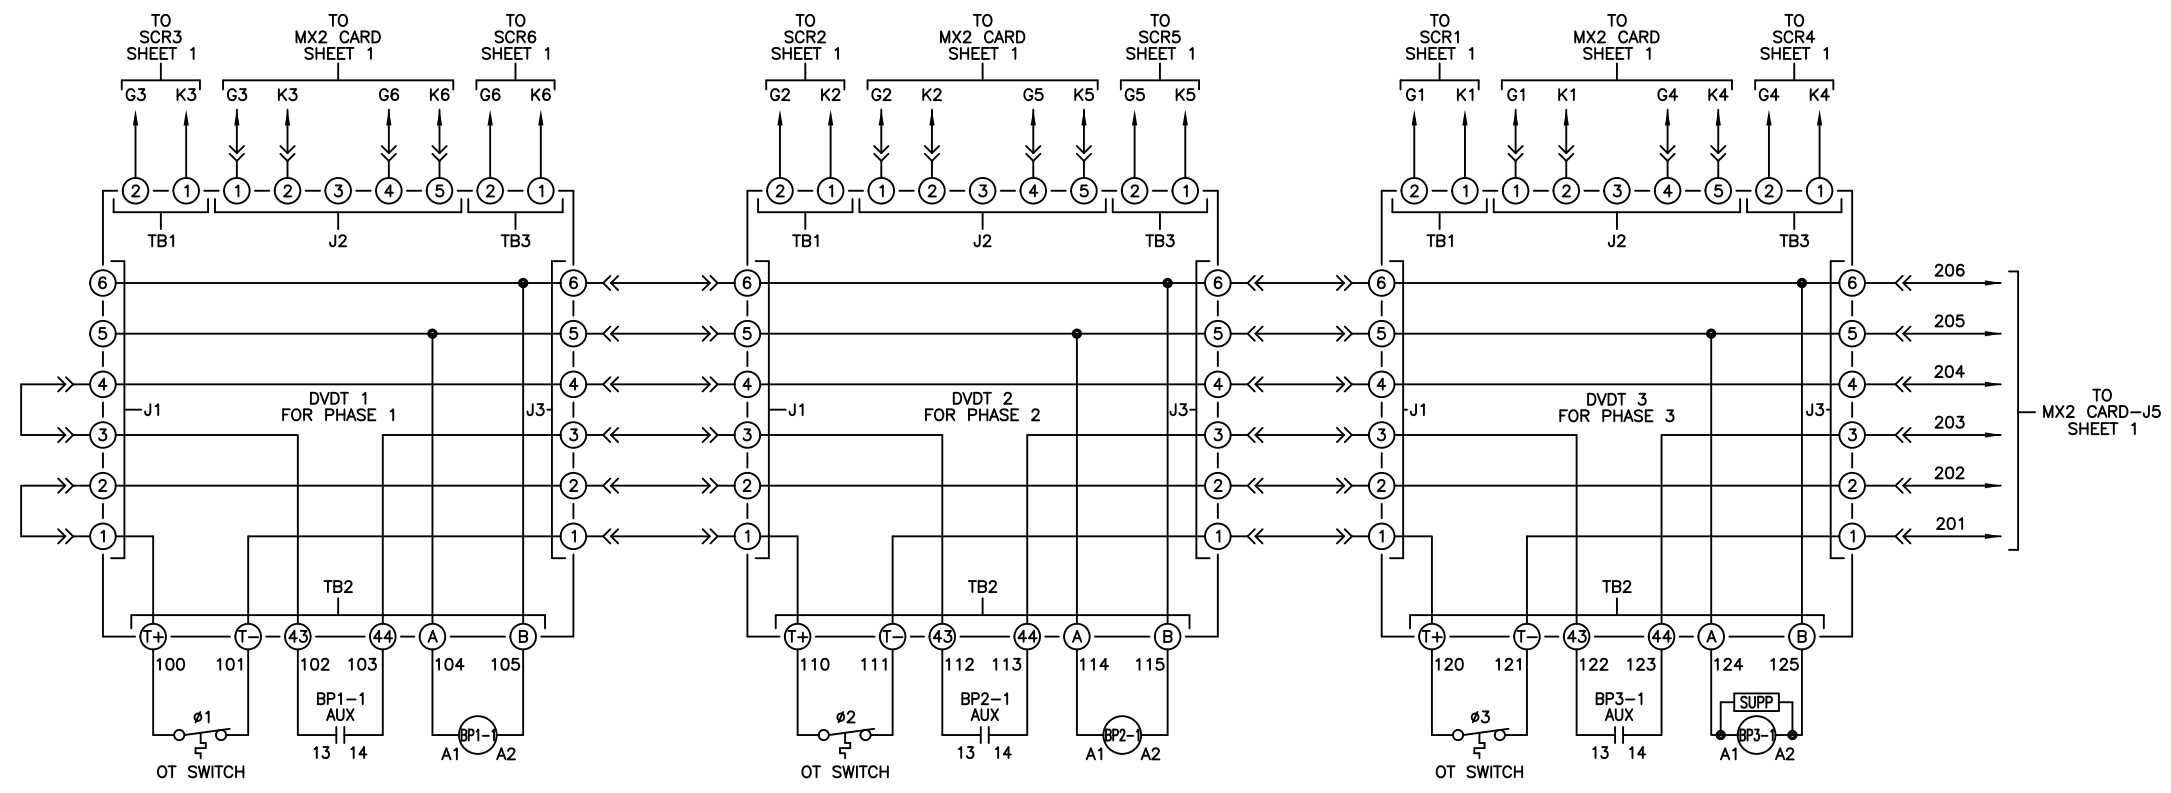 TO
SCR3
SHEET 1
TO
MX2 CARD
SHEET 1
TO
SCR6
SHEET 1
TO
SCR2
SHEET 1
TO
MX2 CARD
SHEET 1
TO
SCR5
SHEET 1
TO
SCR1
SHEET 1
TO
MX2 CARD
SHEET 1
TO
SCR4
SHEET 1
G3 K3 G3 K3 G6 K6 G6 K6
G2 K2 G2 K2 G5 K5 G5 K5
G1 K1 G1 K1 G4 K4 G4 K4
2 1 1 2 3 4 5 2 1
2 1 1 2 3 4 5 2 1
2 1 1 2 3 4 5 2 1
TB1 J2 TB3
TB1 J2 TB3
TB1 J2 TB3
6 6 6 6 6 6 206
5 5 5 5 5 5 205
4 4 4 4 4 4 204
DVDT 1
FOR PHASE 1
J1 J3
DVDT 2
FOR PHASE 2
J1 J3
DVDT 3
FOR PHASE 3
J1 J3
TO
MX2 CARD-J5
SHEET 1
3 3 3 3 3 3 203
2 2 2 2 2 2 202
1 1 1 1 1 1 201
TB2 TB2 TB2
T+ T- 43 44 A B
T+ T- 43 44 A B
T+ T- 43 44 A B
100 101 102 103 104 105
110 111 112 113 114 115
120 121 122 123 124 125
ø1
OT SWITCH
BP1-1
AUX
13 14
BP1-1
A1 A2
ø2
OT SWITCH
BP2-1
AUX
13 14
BP2-1
A1 A2
ø3
OT SWITCH
BP3-1
AUX
13 14
SUPP
BP3-1
A1 A2